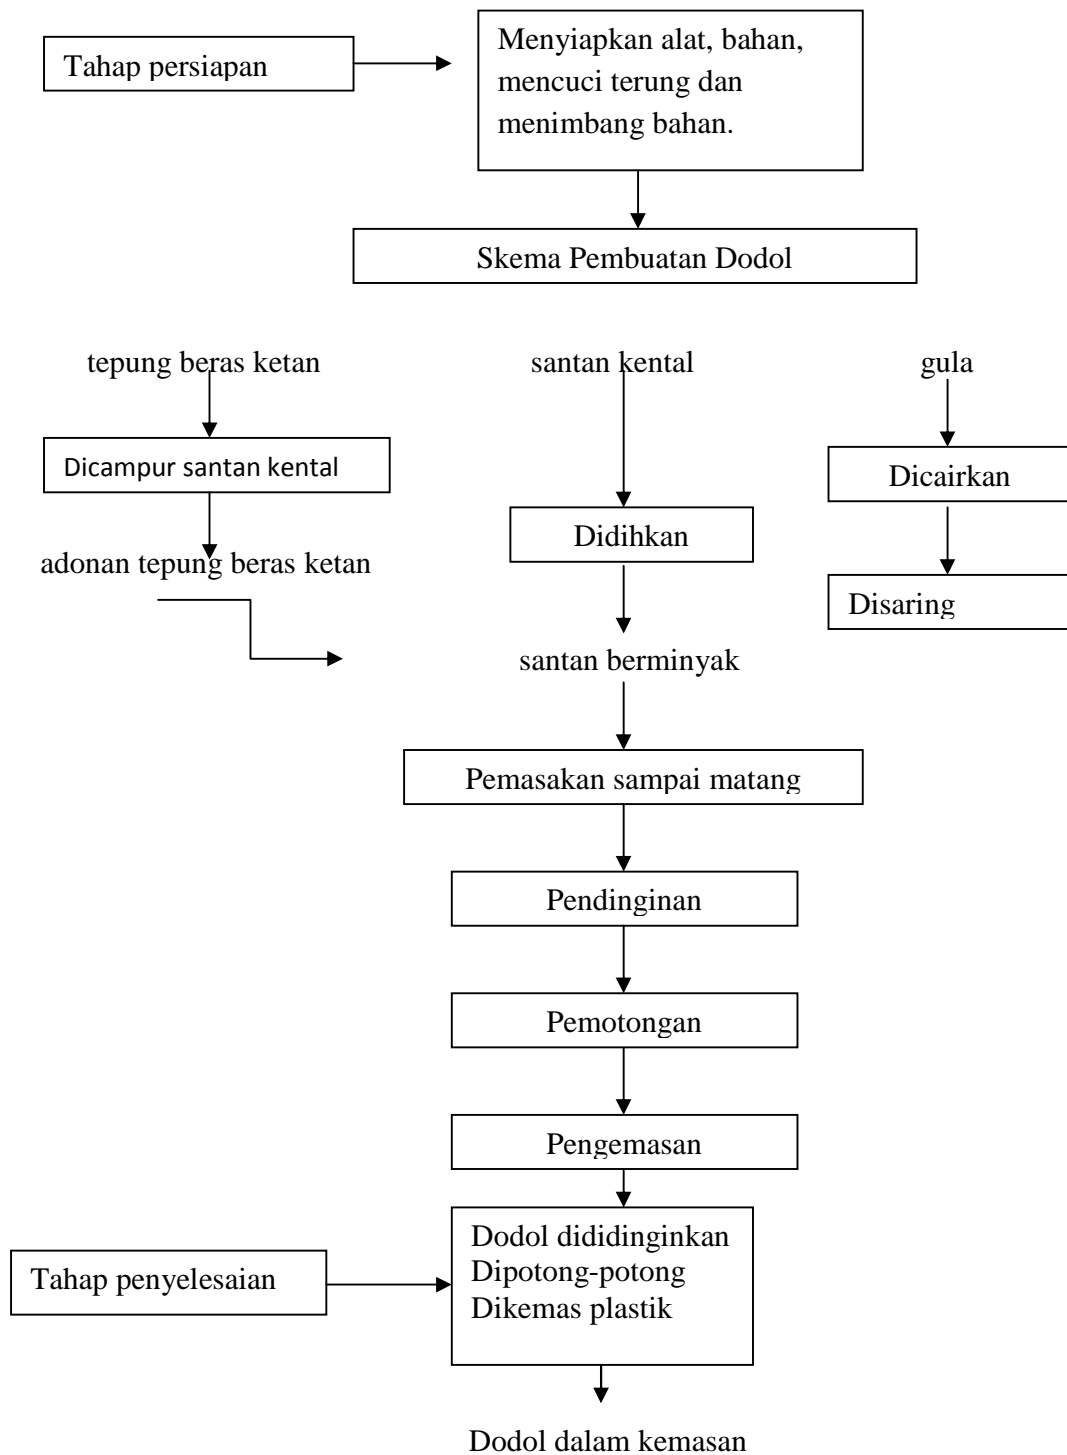 Tahap persiapan
Menyiapkan alat, bahan,
mencuci terung dan
menimbang bahan.
Skema Pembuatan Dodol
tepung beras ketan
santan kental
gula
Dicampur santan kental
Dicairkan
Didihkan
adonan tepung beras ketan
Disaring
santan berminyak
Pemasakan sampai matang
Pendinginan
Pemotongan
Pengemasan
Dodol dididinginkan
Dipotong-potong
Dikemas plastik
Tahap penyelesaian
Dodol dalam kemasan